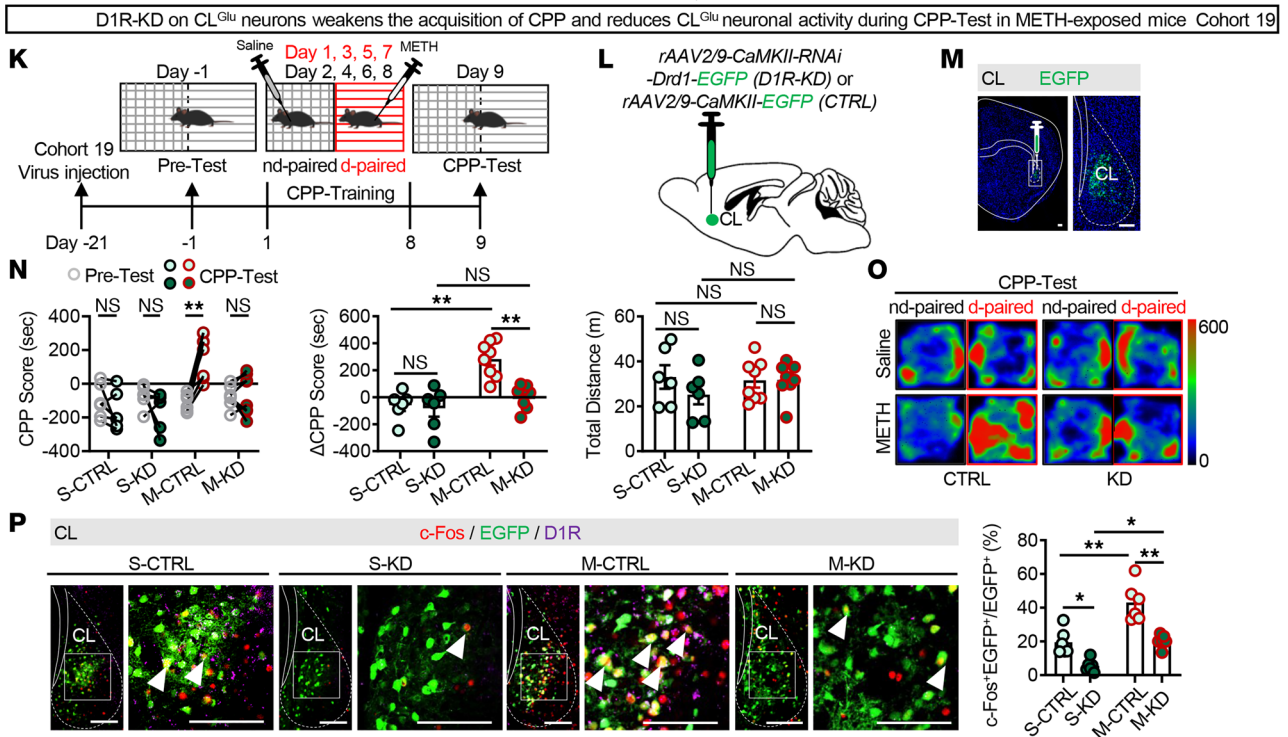 D1R-KD on CL^Glu neurons weakens the acquisition of CPP and reduces CL^Glu neuronal activity during CPP-Test in METH-exposed mice Cohort 19
K
Saline
Day 1, 3, 5, 7
METH
Day -1
Day 2, 4, 6, 8
Day 9
Cohort 19
Virus injection
Pre-Test
nd-paired
d-paired
CPP-Test
CPP-Training
Day -21
-1
1
8
9
L
rAAV2/9-CaMKII-RNAi
-Drd1-EGFP (D1R-KD) or
rAAV2/9-CaMKII-EGFP (CTRL)
CL
M
CL EGFP
CL
N
Pre-Test
CPP-Test
NS
NS
**
NS
CPP Score (sec)
400
200
0
-200
-400
S-CTRL
S-KD
M-CTRL
M-KD
NS
**
**
NS
ΔCPP Score (sec)
600
400
200
0
-200
-400
S-CTRL
S-KD
M-CTRL
M-KD
NS
NS
NS
NS
Total Distance (m)
60
40
20
0
S-CTRL
S-KD
M-CTRL
M-KD
O
CPP-Test
nd-paired d-paired nd-paired d-paired
Saline
METH
600
0
CTRL
KD
P
CL
c-Fos / EGFP / D1R
S-CTRL
S-KD
M-CTRL
M-KD
CL
CL
CL
CL
c-Fos⁺EGFP⁺/EGFP⁺ (%)
80
60
40
20
0
*
**
**
*
S-CTRL
S-KD
M-CTRL
M-KD